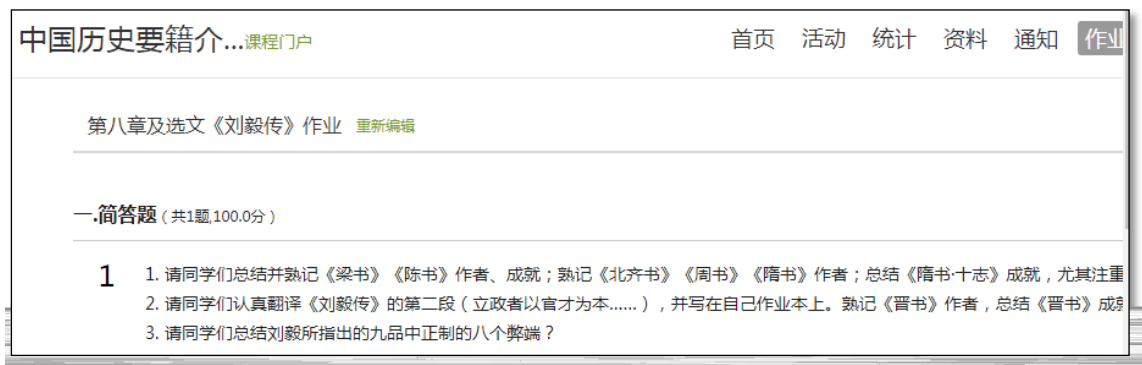 中国历史要籍介...课程门户
首页 活动 统计 资料 通知 作业
第八章及选文《刘毅传》作业 重新编辑
一.简答题（共1题,100.0分）
1
1. 请同学们总结并熟记《梁书》《陈书》作者、成就；熟记《北齐书》《周书》《隋书》作者；总结《隋书·十志》成就，尤其注重
2. 请同学们认真翻译《刘毅传》的第二段（立政者以官才为本......），并写在自己作业本上。熟记《晋书》作者，总结《晋书》成
3. 请同学们总结刘毅所指出的九品中正制的八个弊端？